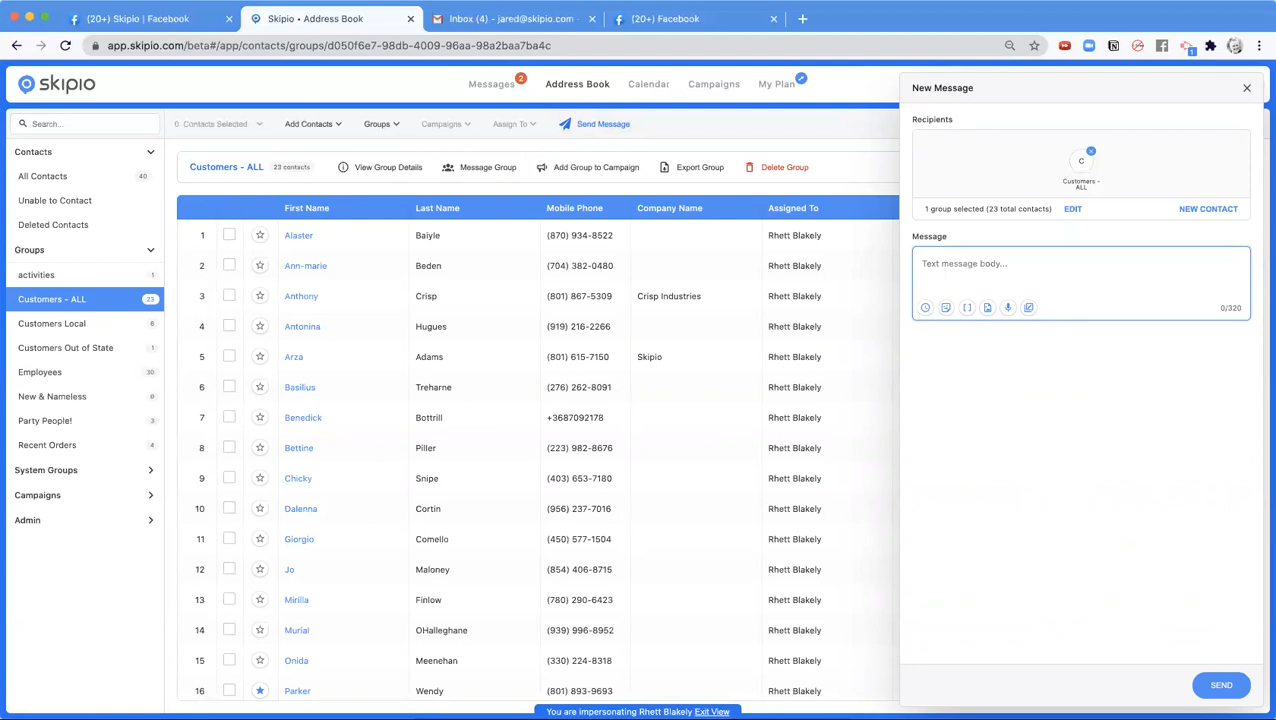 (20+) Skipio | Facebook
Skipio • Address Book
Inbox (4) - jared@skipio.com -
(20+) Facebook
app.skipio.com/beta#/app/contacts/groups/d050f6e7-98db-4009-96aa-98a2baa7ba4c
1
skipio
Messages 2
Address Book
Calendar
Campaigns
My Plan
Search...
0 Contacts Selected
Add Contacts
Groups
Campaigns
Assign To
Send Message
Contacts
All Contacts 40
Unable to Contact
Deleted Contacts
Groups
activities 1
Customers - ALL 23
Customers Local 6
Customers Out of State 1
Employees 30
New & Nameless 0
Party People! 3
Recent Orders 4
System Groups
Campaigns
Admin
Customers - ALL 23 contacts View Group Details Message Group Add Group to Campaign Export Group Delete Group
First Name Last Name Mobile Phone Company Name Assigned To
1 Alaster Baiyle (870) 934-8522 Rhett Blakely
2 Ann-marie Beden (704) 382-0480 Rhett Blakely
3 Anthony Crisp (801) 867-5309 Crisp Industries Rhett Blakely
4 Antonina Hugues (919) 216-2266 Rhett Blakely
5 Arza Adams (801) 615-7150 Skipio Rhett Blakely
6 Basilius Treharne (276) 262-8091 Rhett Blakely
7 Benedick Bottrill +3687092178 Rhett Blakely
8 Bettine Piller (223) 982-8676 Rhett Blakely
9 Chicky Snipe (403) 653-7180 Rhett Blakely
10 Dalenna Cortin (956) 237-7016 Rhett Blakely
11 Giorgio Comello (450) 577-1504 Rhett Blakely
12 Jo Maloney (854) 406-8715 Rhett Blakely
13 Mirilla Finlow (780) 290-6423 Rhett Blakely
14 Murial OHalleghane (939) 996-8952 Rhett Blakely
15 Onida Meenehan (330) 224-8318 Rhett Blakely
16 Parker Wendy (801) 893-9693 Rhett Blakely
You are impersonating Rhett Blakely Exit View
New Message
Recipients
C
Customers -
ALL
1 group selected (23 total contacts) EDIT NEW CONTACT
Message
Text message body...
[ ]
0/320
SEND